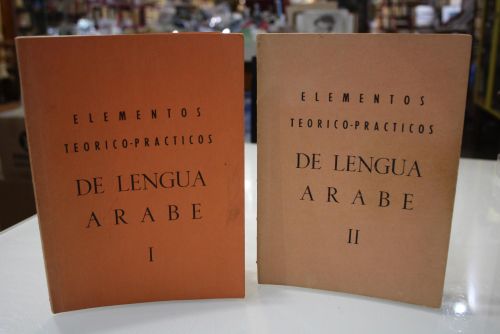 ELEMENTOS
TEORICO-PRACTICOS
DE LENGUA
ARABE
I
ELEMENTOS
TEORICO-PRACTICOS
DE LENGUA
ARABE
II